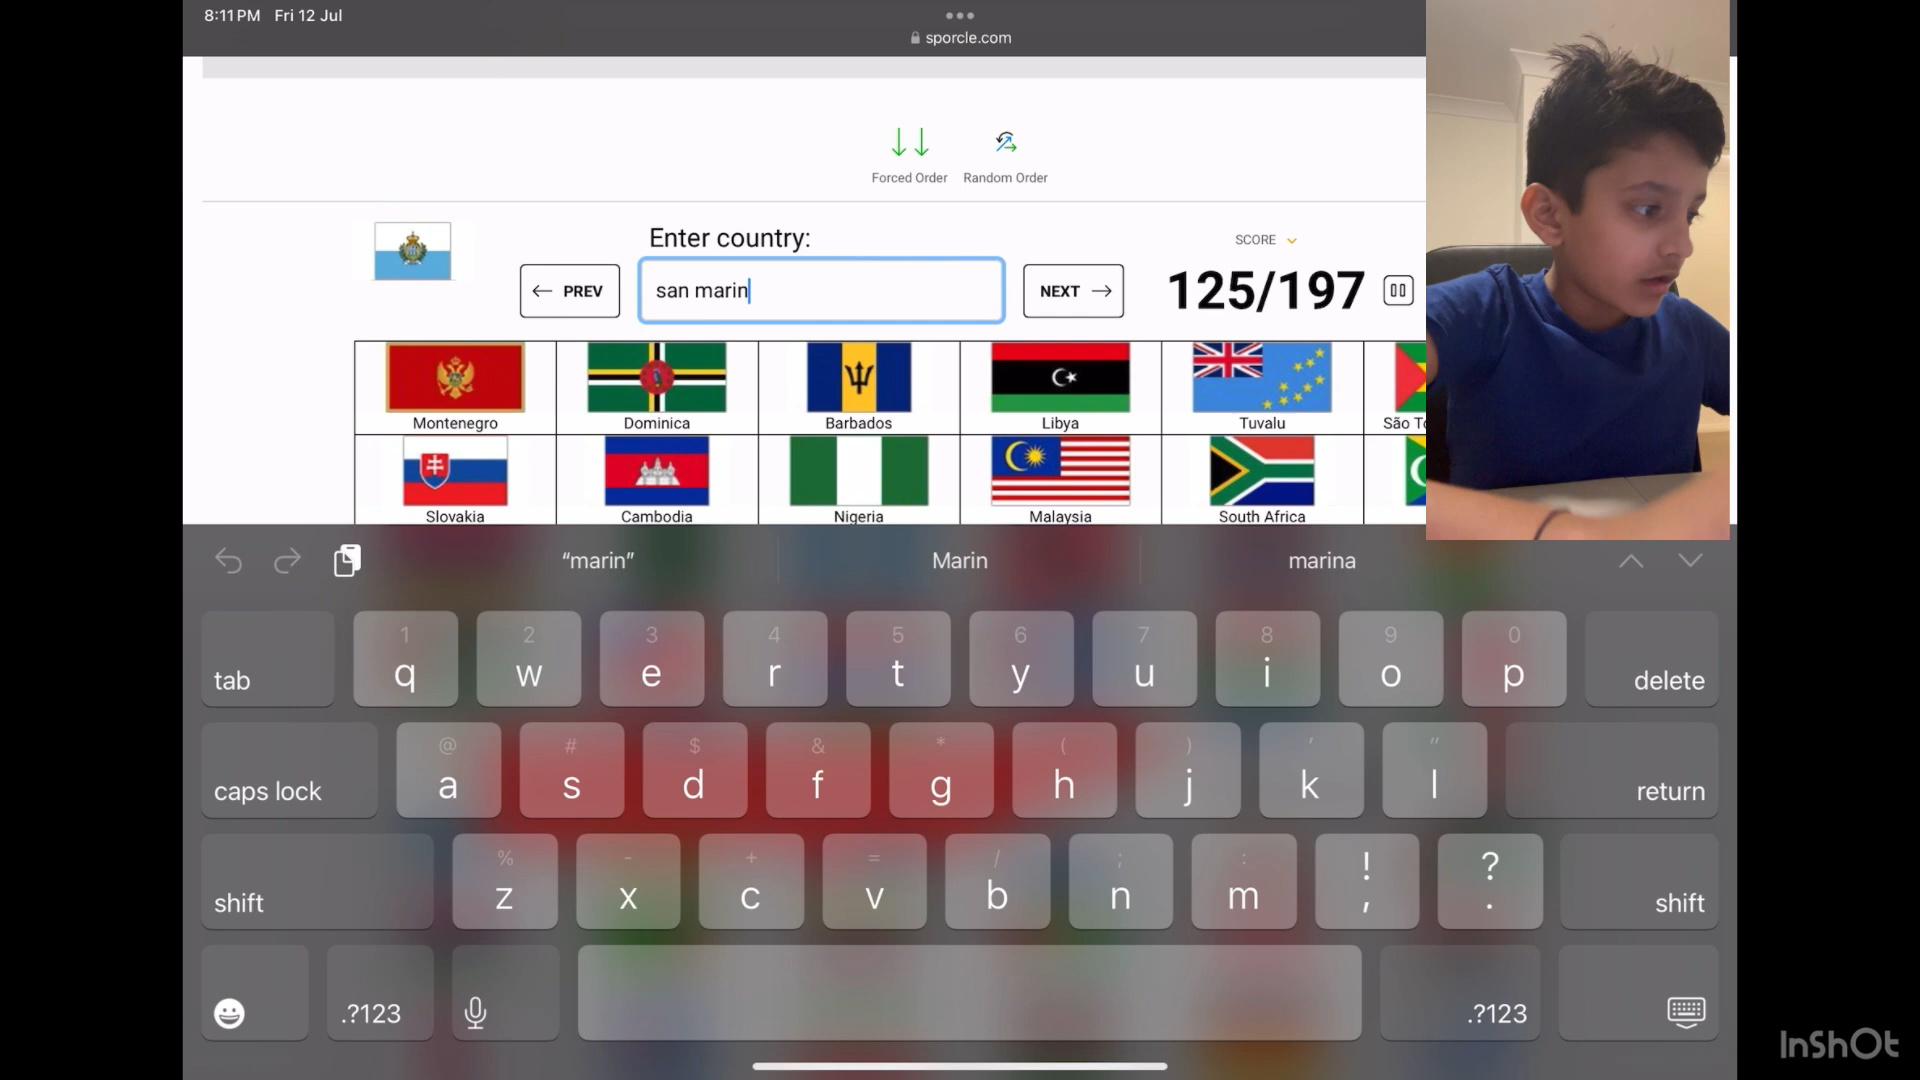 8:11 PM Fri 12 Jul
sporcle.com
Forced Order Random Order
Enter country:
SCORE
← PREV
san marin
NEXT →
125/197
Montenegro Dominica Barbados Libya Tuvalu São To
Slovakia Cambodia Nigeria Malaysia South Africa
“marin” Marin marina
1 2 3 4 5 6 7 8 9 0
tab q w e r t y u i o p delete
@ # $ & * ( ) ' "
caps lock a s d f g h j k l return
% - + = / ; : ! ?
shift z x c v b n m , . shift
.?123 .?123
InShOt